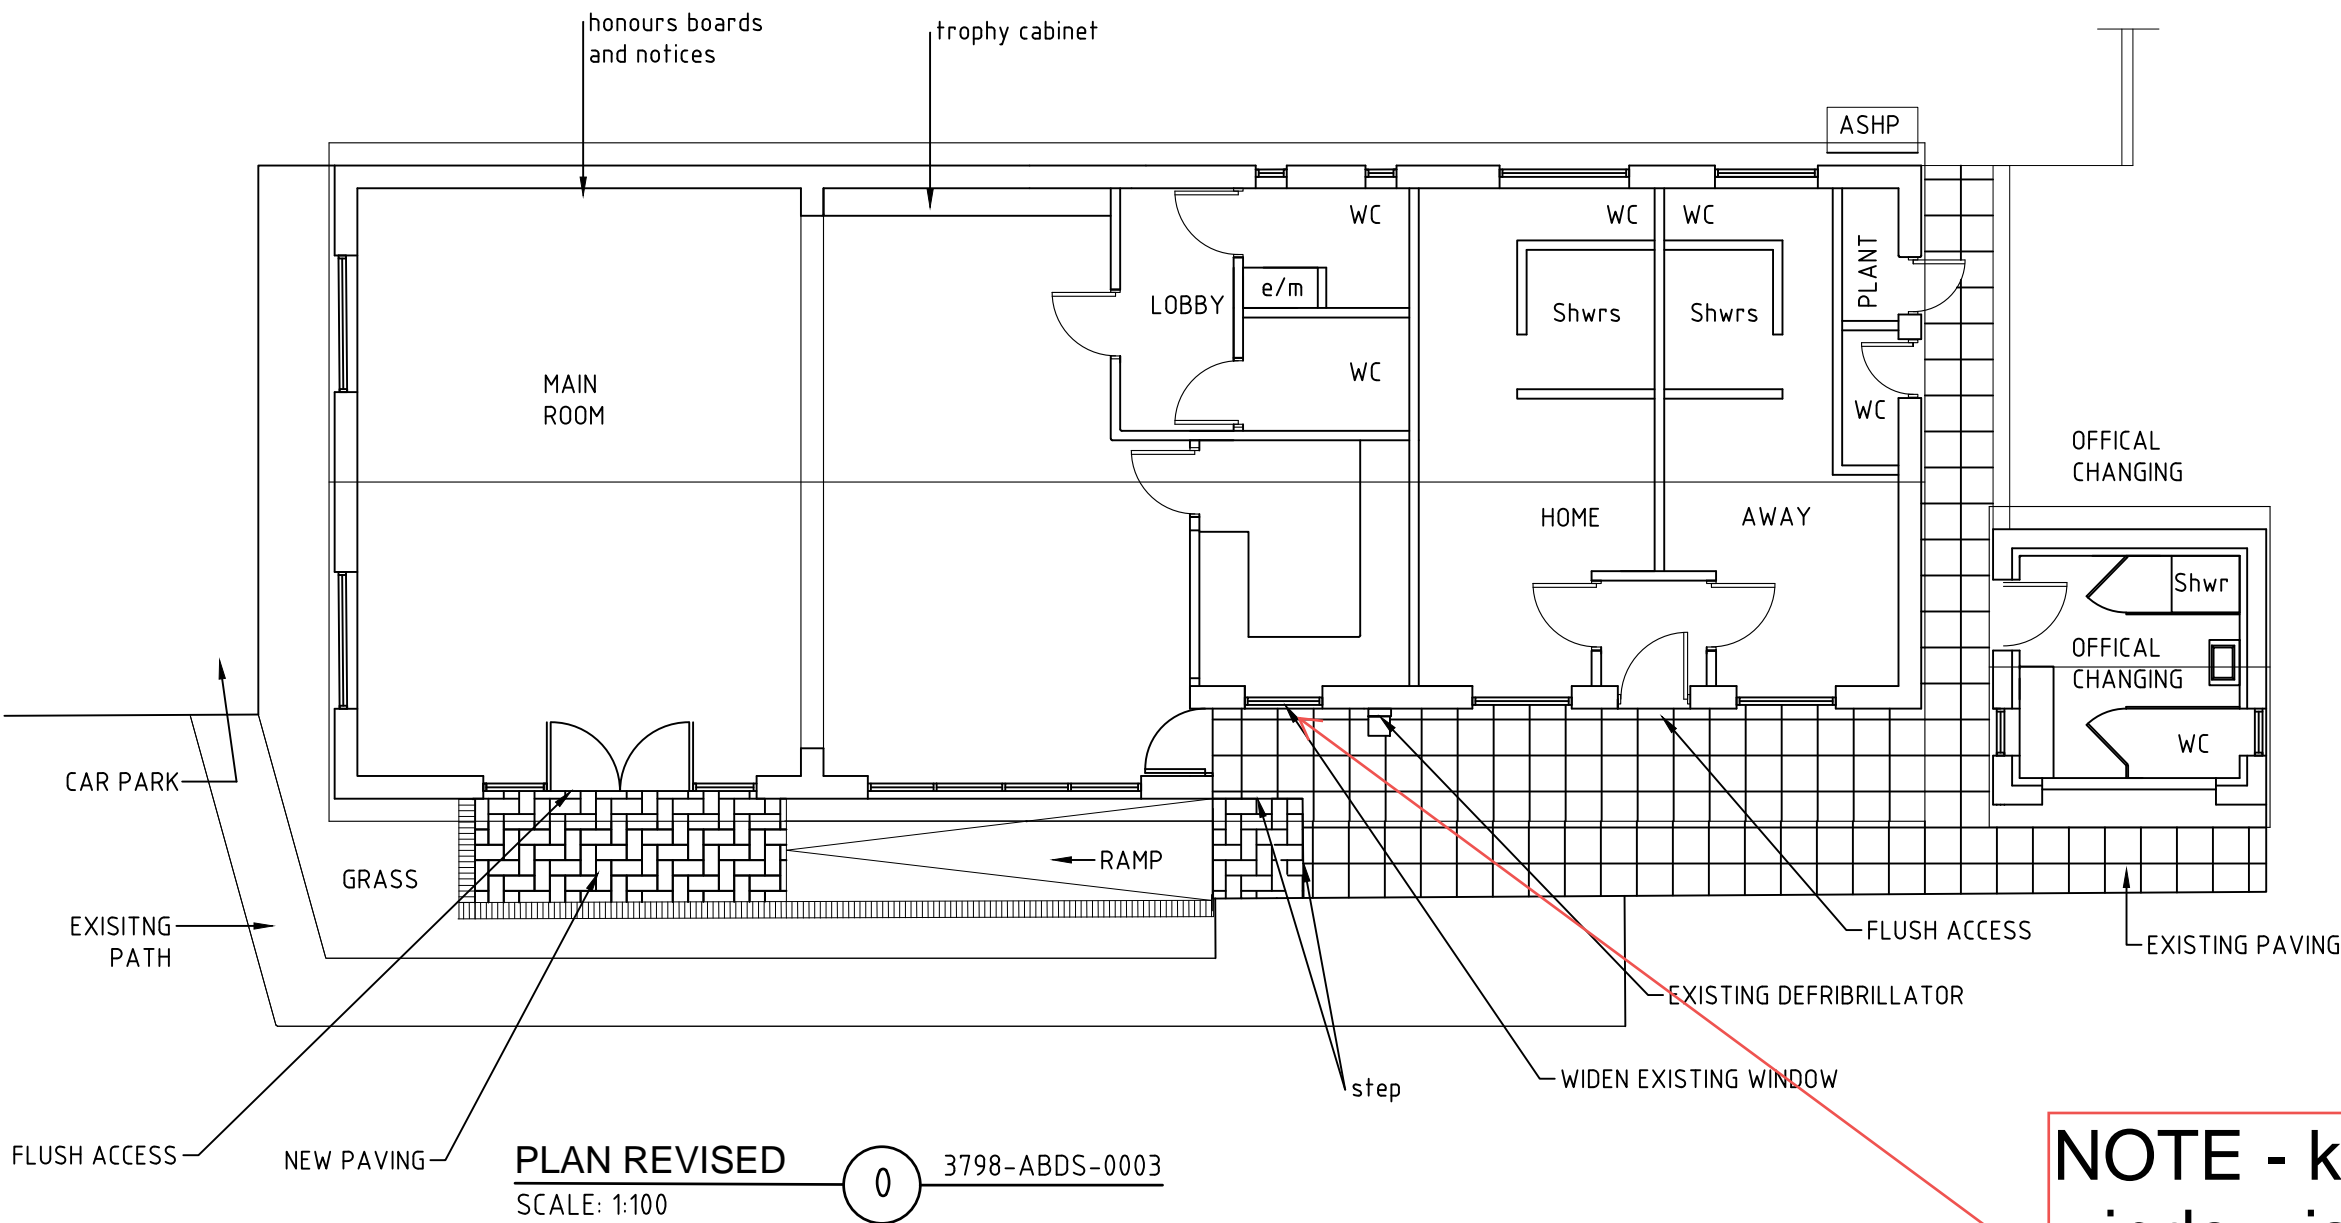 honours boards
and notices
trophy cabinet
ASHP
WC
WC
WC
PLANT
e/m
LOBBY
Shwrs
Shwrs
MAIN
ROOM
WC
WC
OFFICAL
CHANGING
HOME
AWAY
Shwr
OFFICAL
CHANGING
WC
CAR PARK
RAMP
GRASS
EXISITNG
PATH
FLUSH ACCESS
EXISTING PAVING
EXISTING DEFRIBRILLATOR
WIDEN EXISTING WINDOW
step
FLUSH ACCESS
NEW PAVING
PLAN REVISED
0
3798-ABDS-0003
SCALE: 1:100
NOTE - k